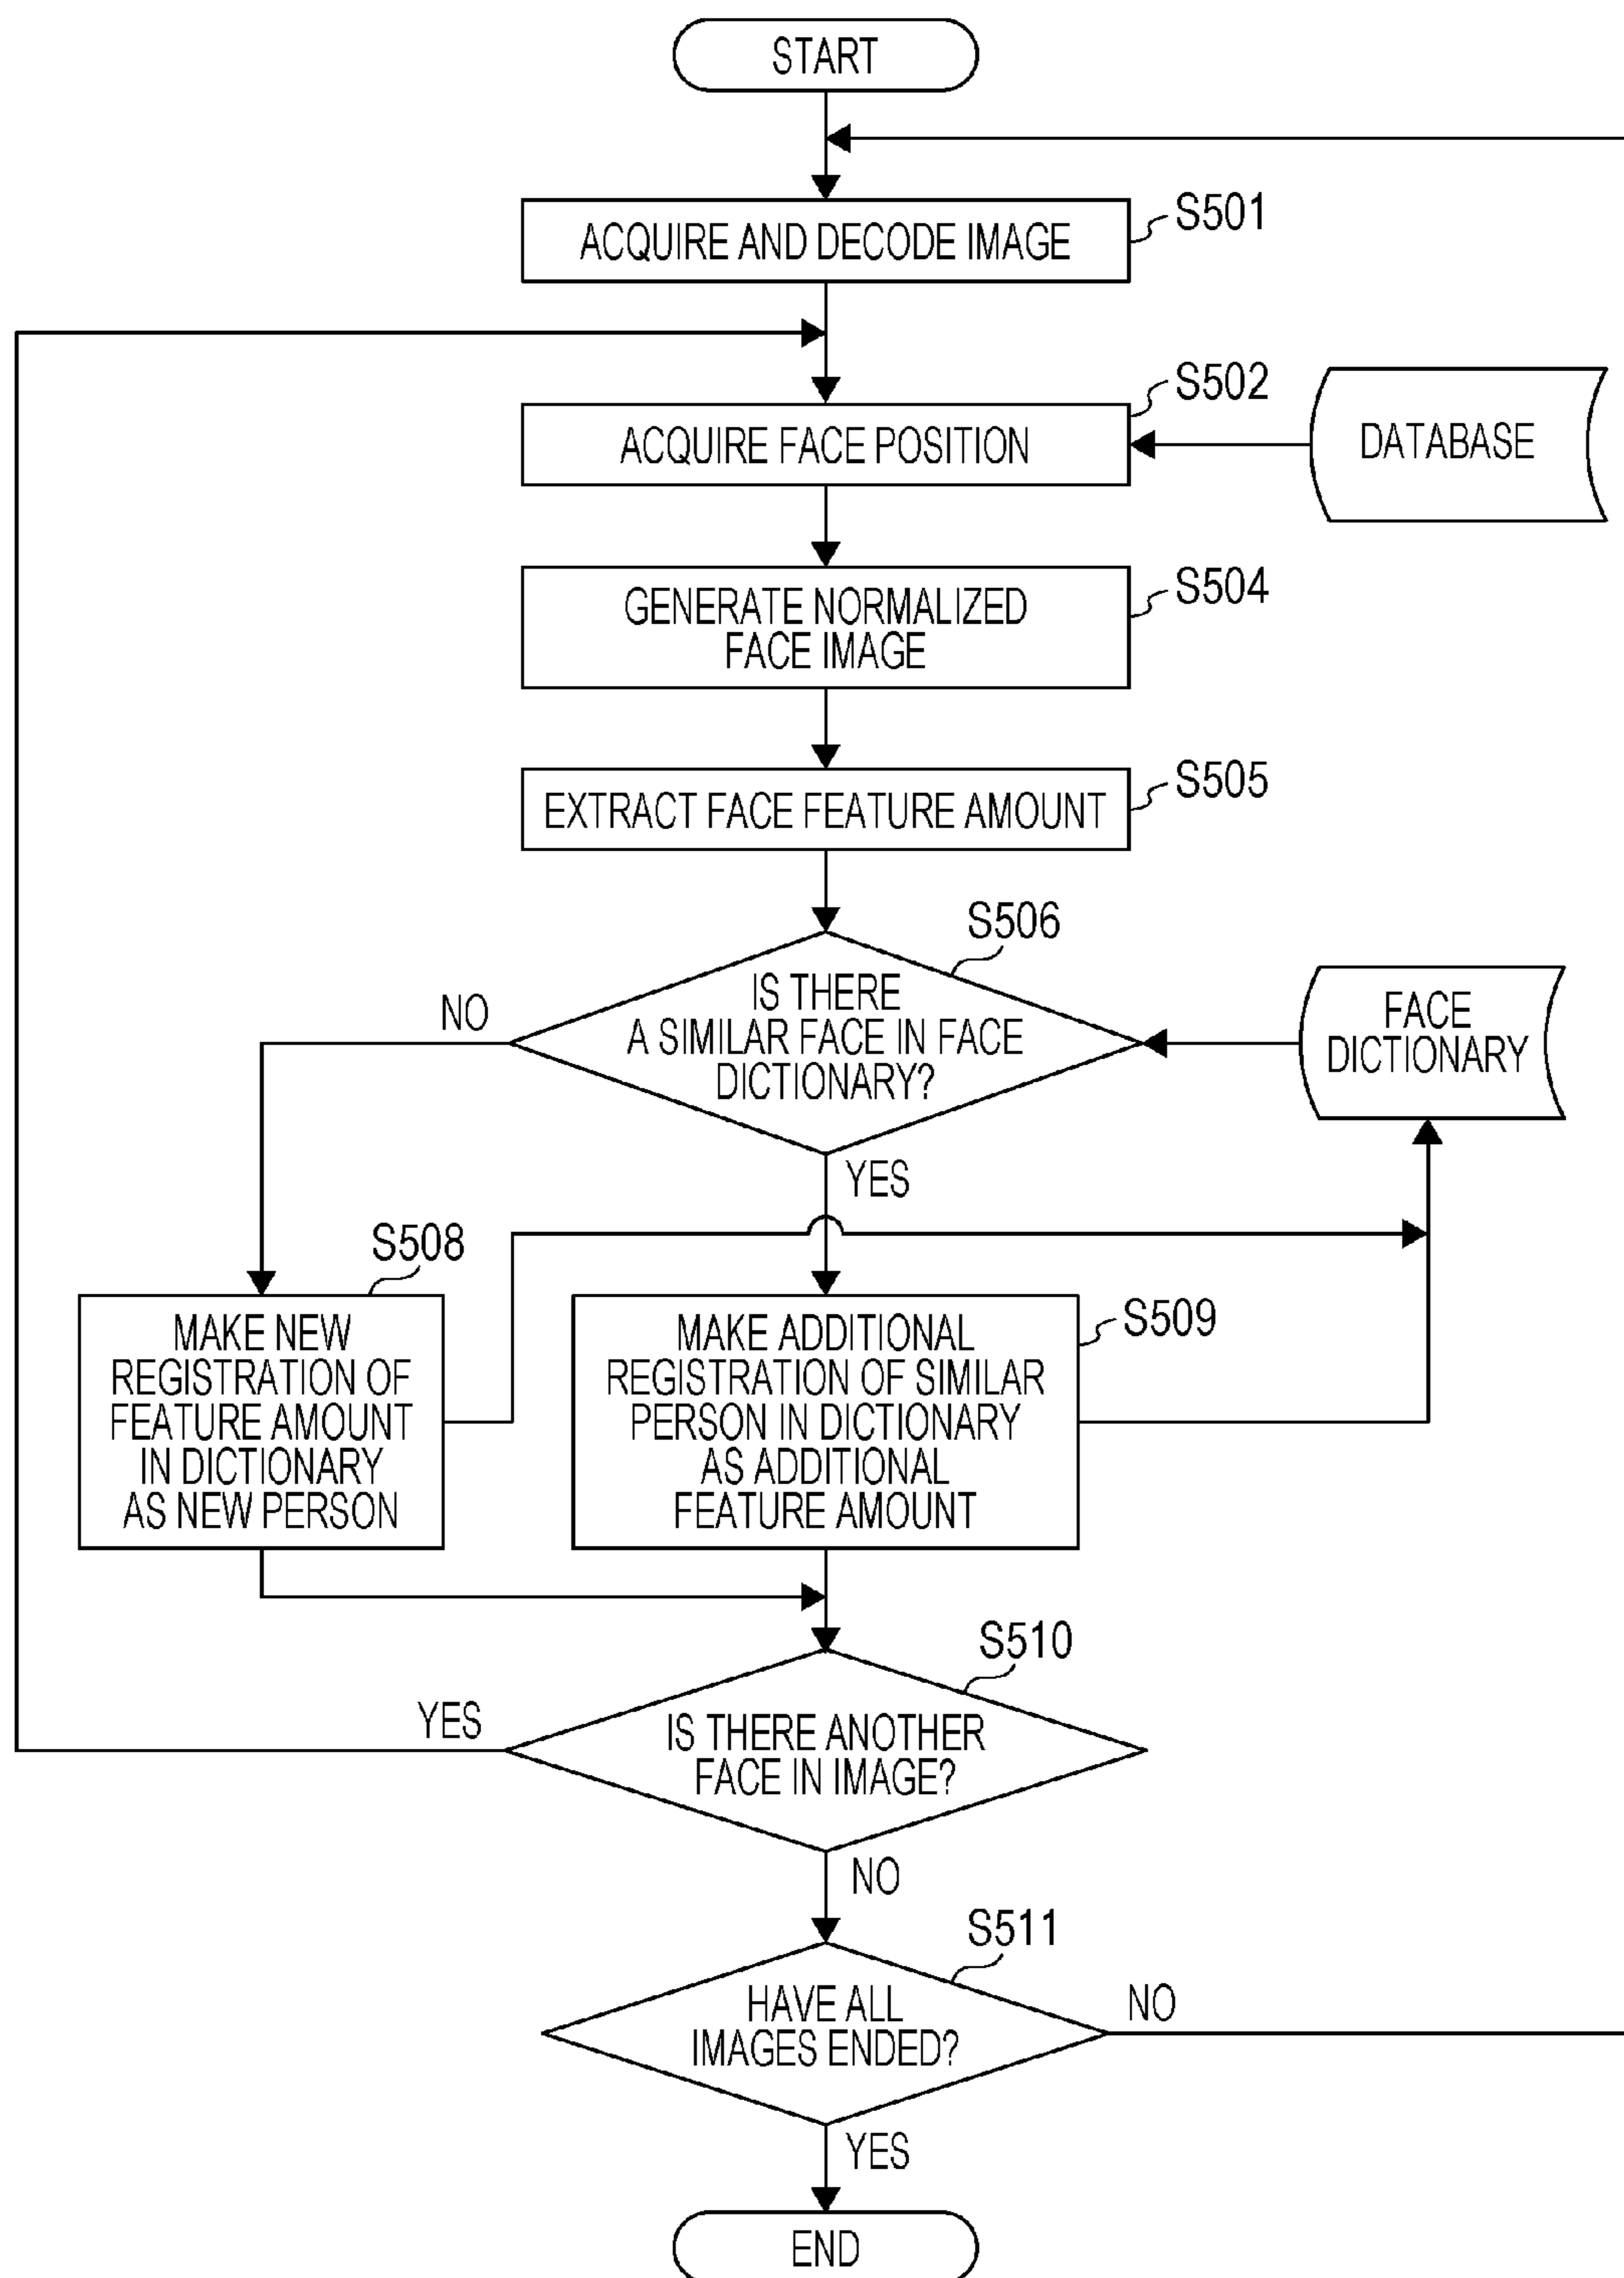 START
ACQUIRE AND DECODE IMAGE
S501
ACQUIRE FACE POSITION
S502
DATABASE
GENERATE NORMALIZED
FACE IMAGE
S504
EXTRACT FACE FEATURE AMOUNT
S505
S506
IS THERE
A SIMILAR FACE IN FACE
DICTIONARY?
NO
YES
FACE
DICTIONARY
S508
MAKE NEW
REGISTRATION OF
FEATURE AMOUNT
IN DICTIONARY
AS NEW PERSON
S509
MAKE ADDITIONAL
REGISTRATION OF SIMILAR
PERSON IN DICTIONARY
AS ADDITIONAL
FEATURE AMOUNT
S510
IS THERE ANOTHER
FACE IN IMAGE?
YES
NO
S511
HAVE ALL
IMAGES ENDED?
NO
YES
END